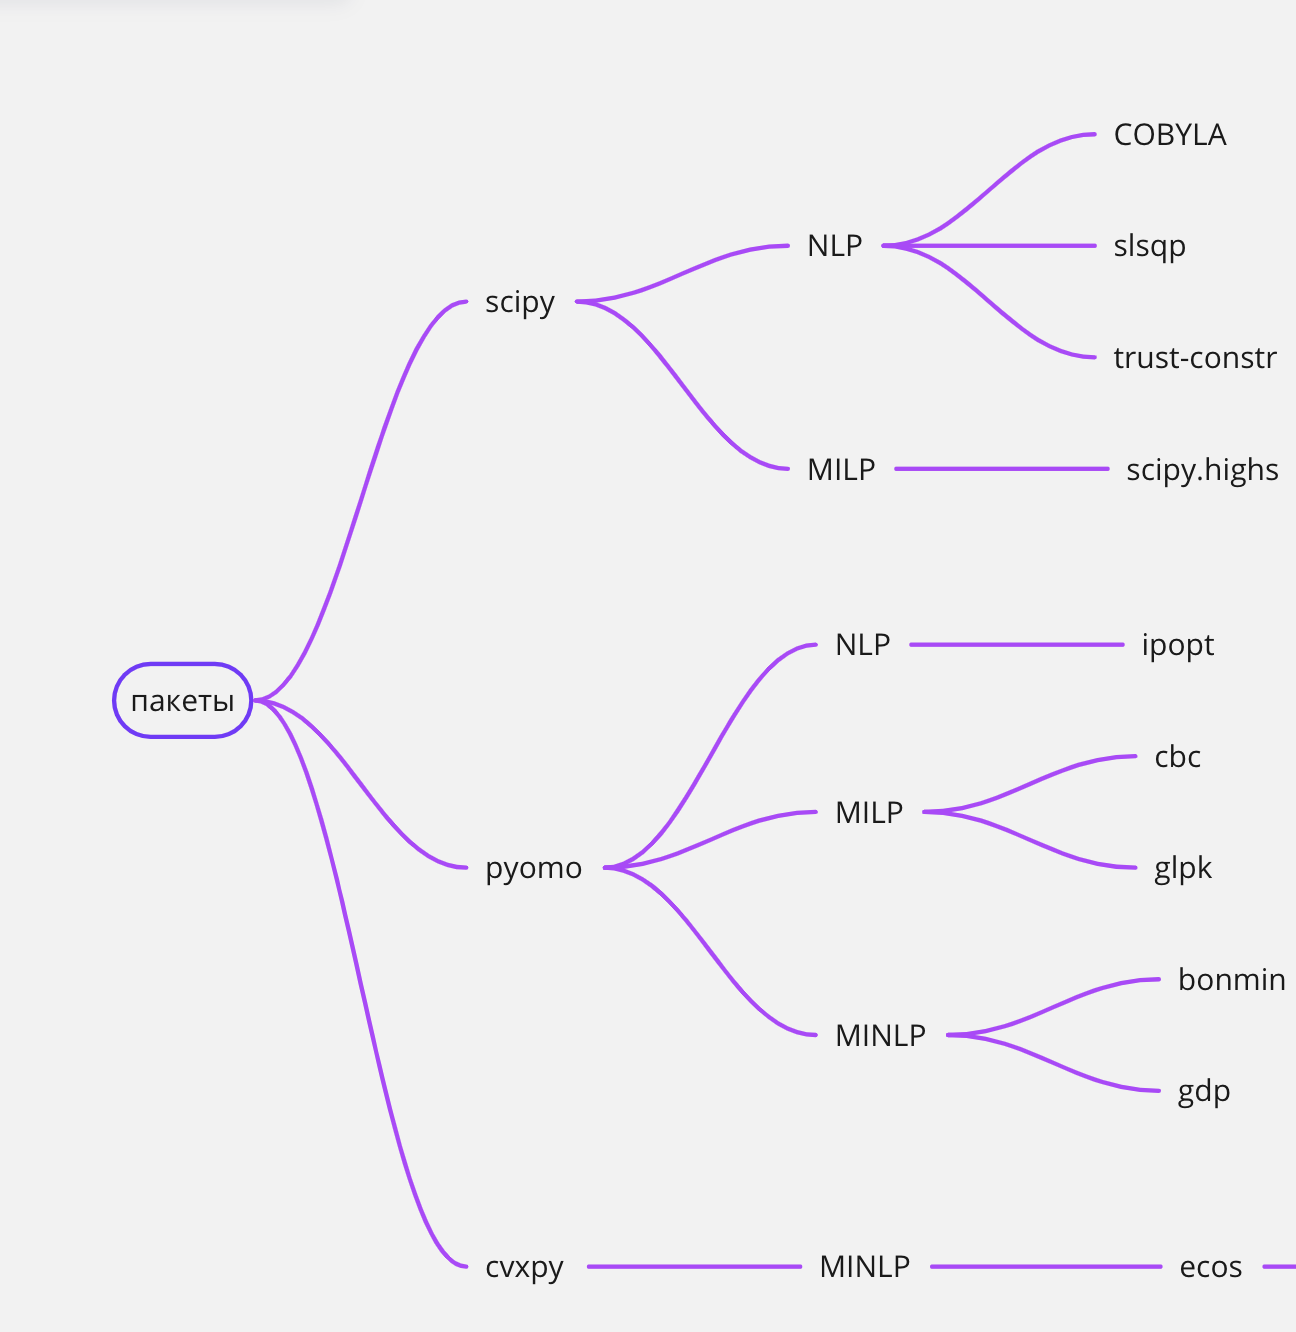 пакеты
scipy
NLP
COBYLA
slsqp
trust-constr
MILP
scipy.highs
pyomo
NLP
ipopt
MILP
cbc
glpk
MINLP
bonmin
gdp
cvxpy
MINLP
ecos